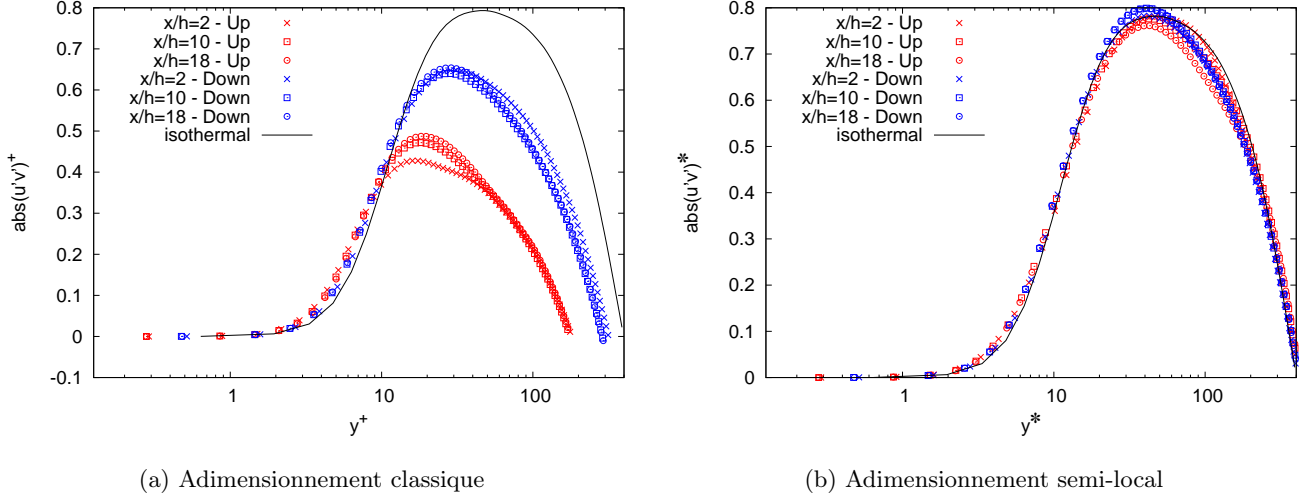 0.8
0.7
0.6
0.5
0.4
0.3
0.2
0.1
0
-0.1
abs(u'v')+
1
10
100
y+
x/h=2 - Up
x/h=10 - Up
x/h=18 - Up
x/h=2 - Down
x/h=10 - Down
x/h=18 - Down
isothermal
(a) Adimensionnement classique
0.8
0.7
0.6
0.5
0.4
0.3
0.2
0.1
0
abs(u'v')*
1
10
100
y*
x/h=2 - Up
x/h=10 - Up
x/h=18 - Up
x/h=2 - Down
x/h=10 - Down
x/h=18 - Down
isothermal
(b) Adimensionnement semi-local